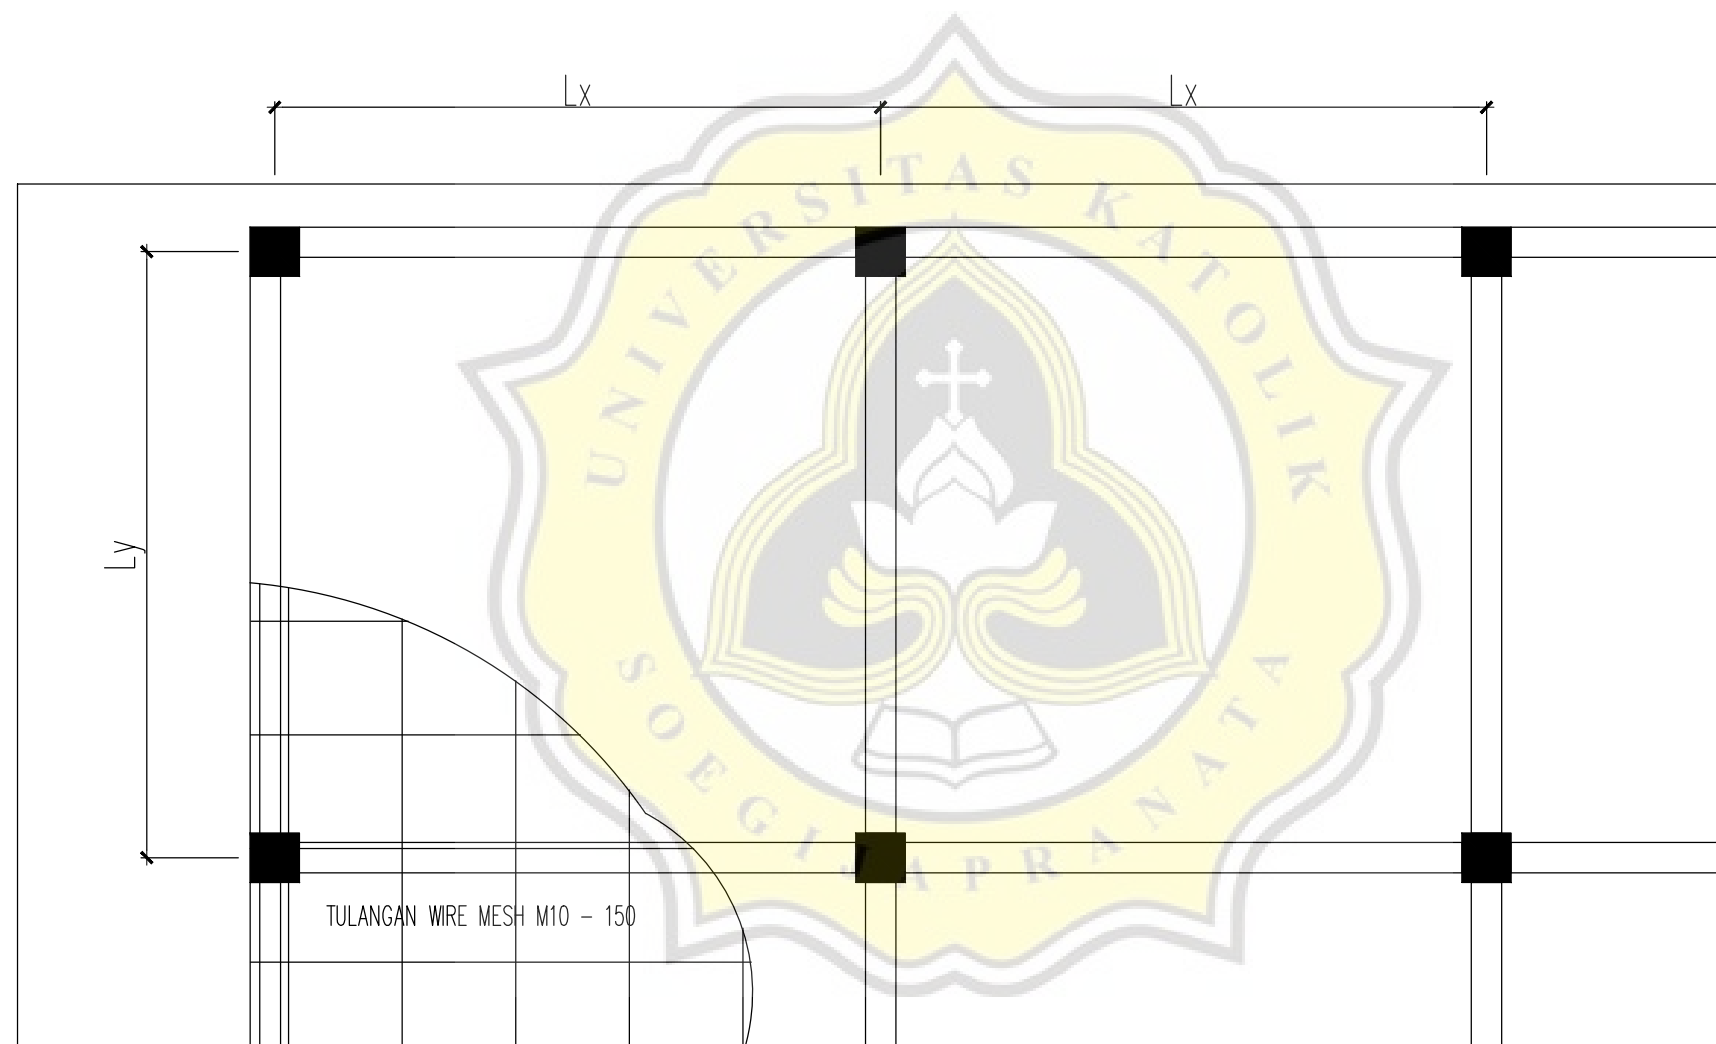 Lx
Lx
UNIVERSITAS KATOLIK
Ly
SOEGIJAPRANATA
TULANGAN WIRE MESH M10 - 150